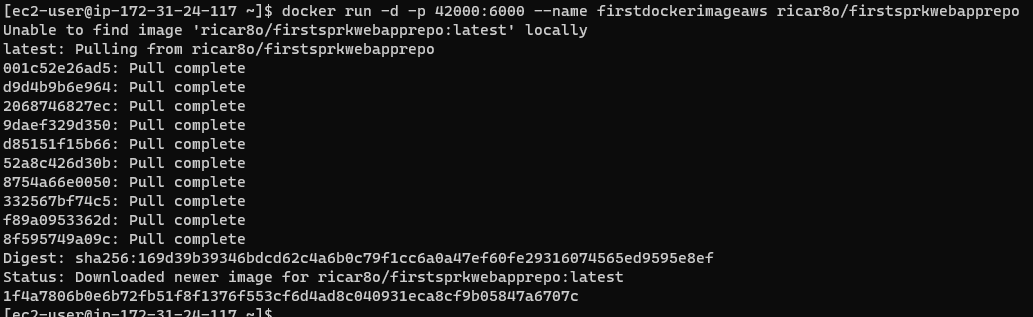 [ec2-user@ip-172-31-24-117 ~]$ docker run -d -p 42000:6000 --name firstdockerimageaws ricar8o/firstsprkwebapprepo
Unable to find image 'ricar8o/firstsprkwebapprepo:latest' locally
latest: Pulling from ricar8o/firstsprkwebapprepo
001c52e26ad5: Pull complete
d9d4b9b6e964: Pull complete
2068746827ec: Pull complete
9daef329d350: Pull complete
d85151f15b66: Pull complete
52a8c426d30b: Pull complete
8754a66e0050: Pull complete
332567bf74c5: Pull complete
f89a0953362d: Pull complete
8f595749a09c: Pull complete
Digest: sha256:169d39b39346bdcd62c4a6b0c79f1cc6a0a47ef60fe29316074565ed9595e8ef
Status: Downloaded newer image for ricar8o/firstsprkwebapprepo:latest
1f4a7806b0e6b72fb51f8f1376f553cf6d4ad8c040931eca8cf9b05847a6707c
[ec2-user@ip-172-31-24-117 ~]$